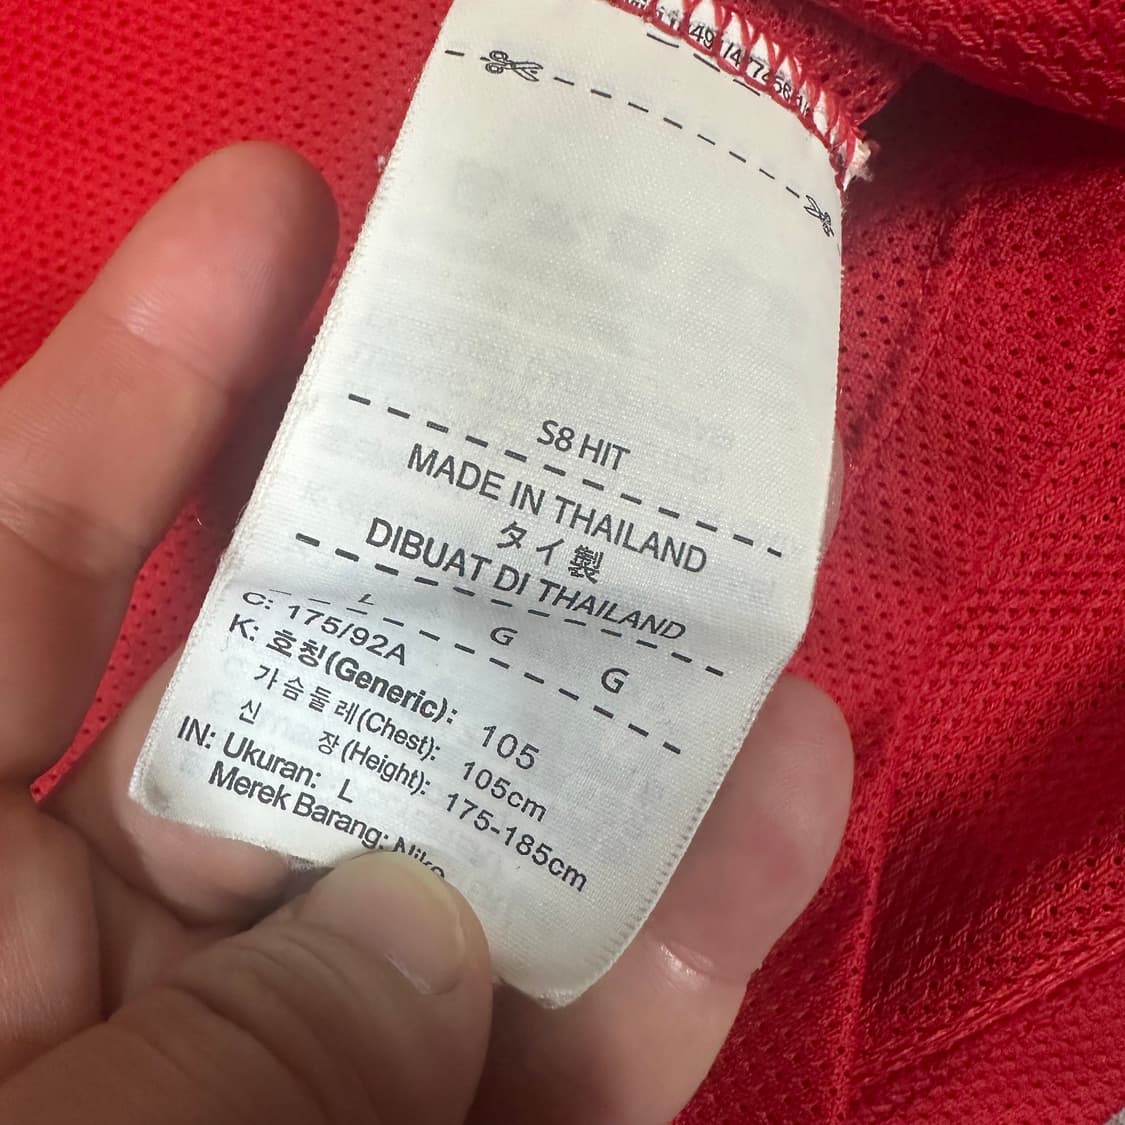 S8 HIT
MADE IN THAILAND
タイ製
DIBUAT DI THAILAND
L G G
C: 175/92A
K: 호칭(Generic): 105
가슴둘레(Chest): 105cm
신 장(Height): 175-185cm
IN: Ukuran: L
Merek Barang: Nike